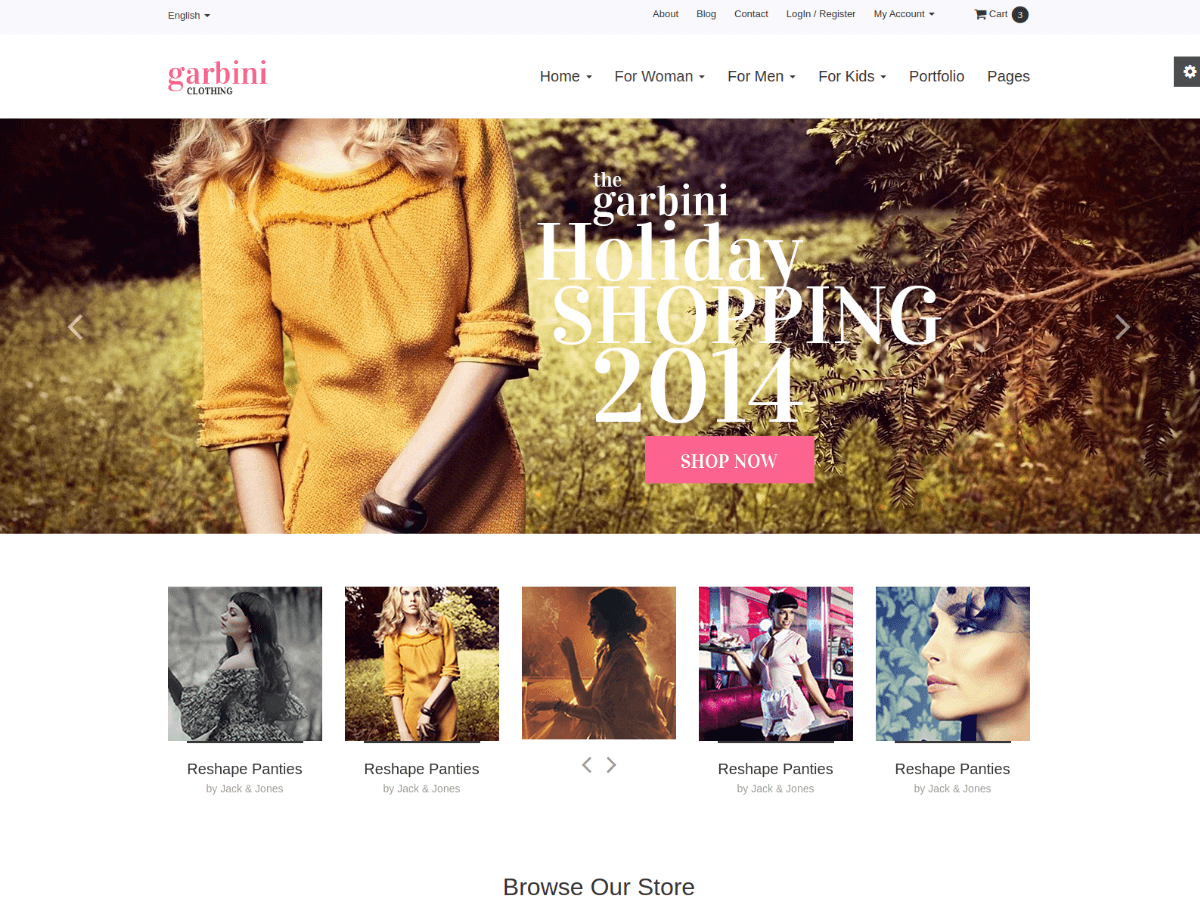 English
About Blog Contact LogIn / Register My Account Cart 3
garbini
CLOTHING
Home For Woman For Men For Kids Portfolio Pages
the
garbini
Holiday
SHOPPING
2014
SHOP NOW
Reshape Panties Reshape Panties Reshape Panties Reshape Panties
by Jack & Jones by Jack & Jones by Jack & Jones by Jack & Jones
Browse Our Store